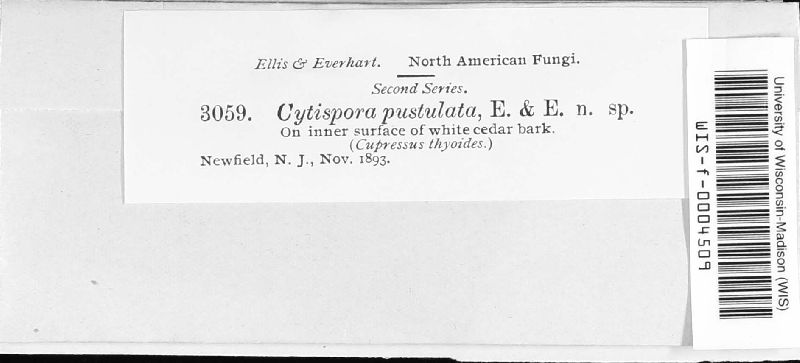 Ellis & Everhart. North American Fungi.
Second Series.
3059. Cytispora pustulata, E. & E. n. sp.
On inner surface of white cedar bark.
(Cupressus thyoides.)
Newfield, N. J., Nov. 1893.
University of Wisconsin-Madison (WIS)
WIS-f-0004509